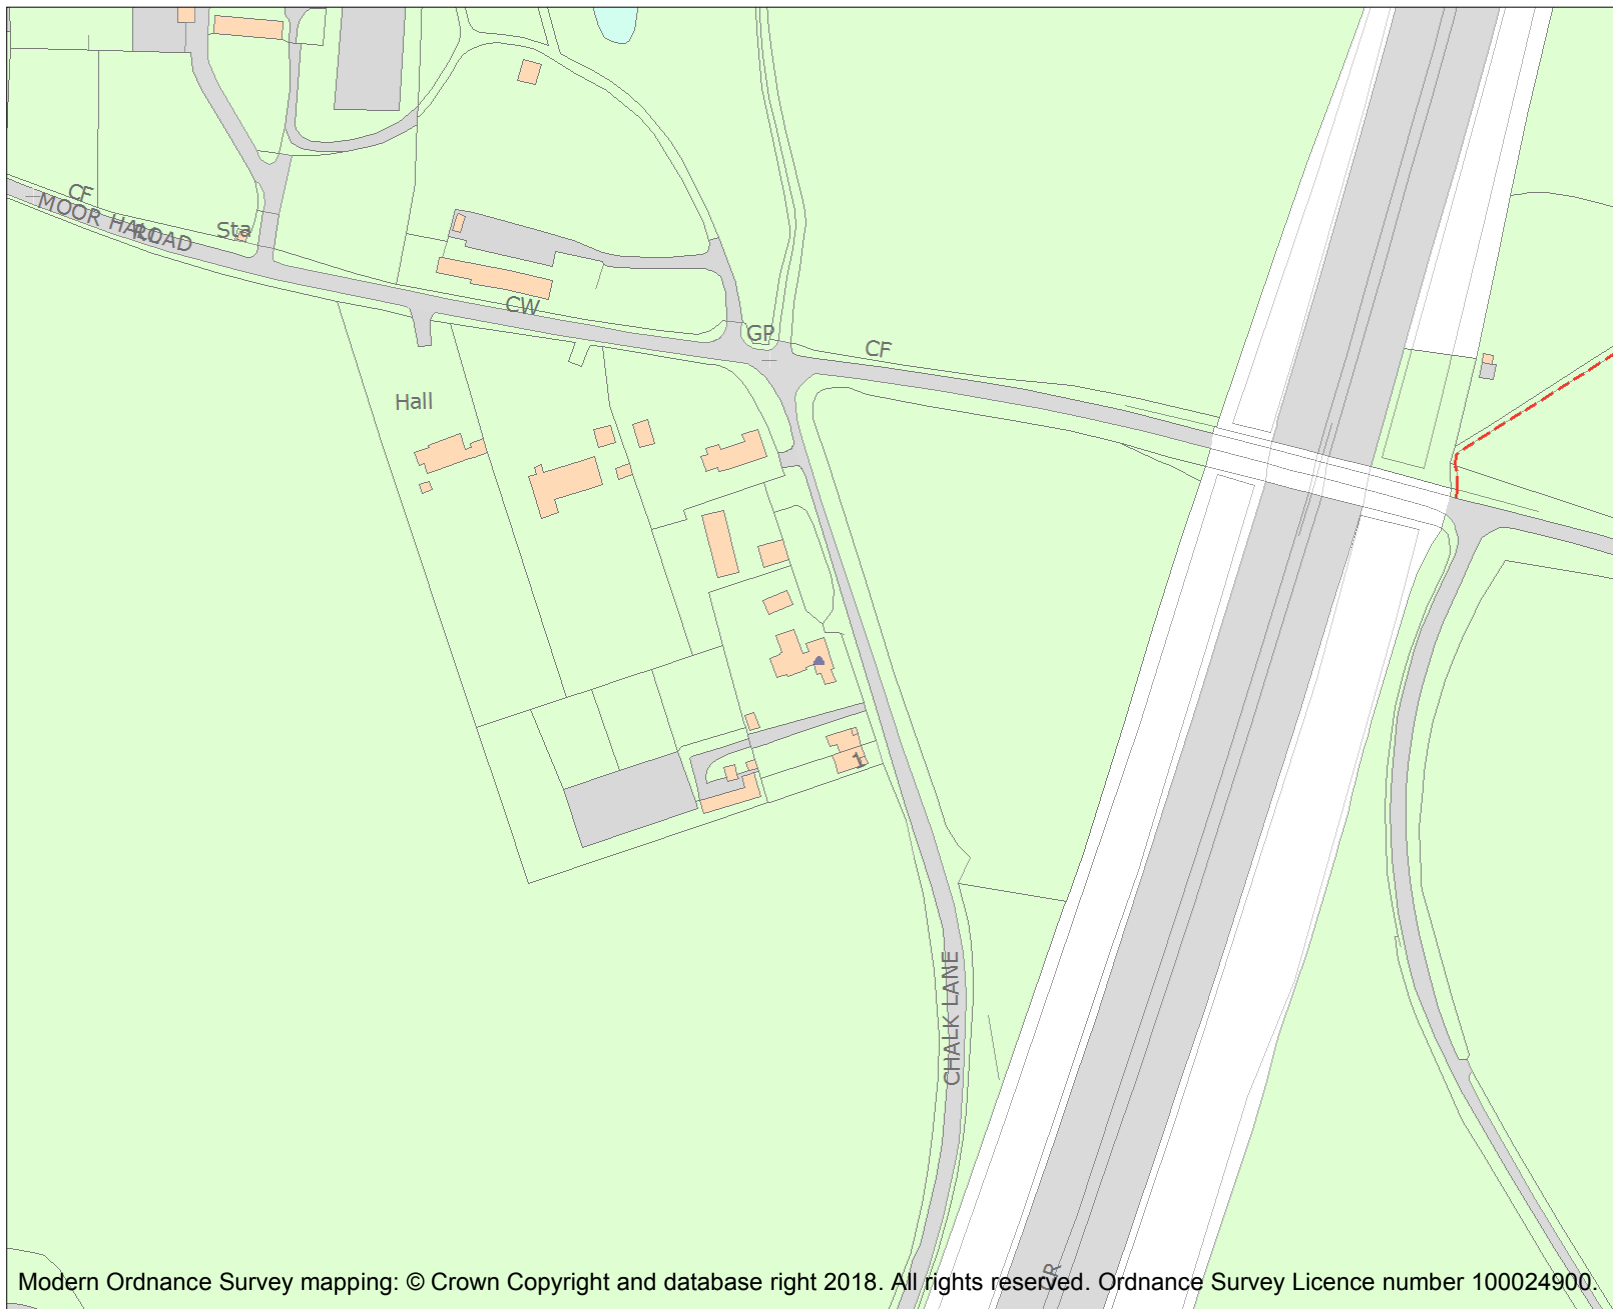 CF
MOOR HALL
ROAD
Sta
CW
GP
CF
Hall
1
CHALK LANE
Modern Ordnance Survey mapping: © Crown Copyright and database right 2018. All rights reserved. Ordnance Survey Licence number 100024900.